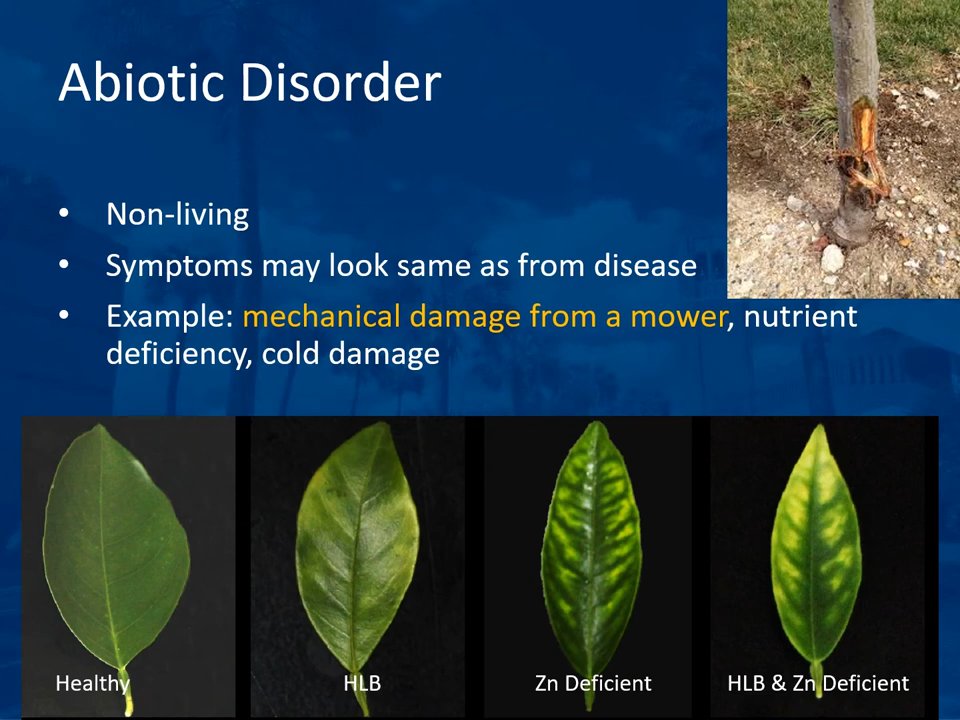 Abiotic Disorder
• Non-living
• Symptoms may look same as from disease
• Example: mechanical damage from a mower, nutrient
deficiency, cold damage
Healthy
HLB
Zn Deficient
HLB & Zn Deficient